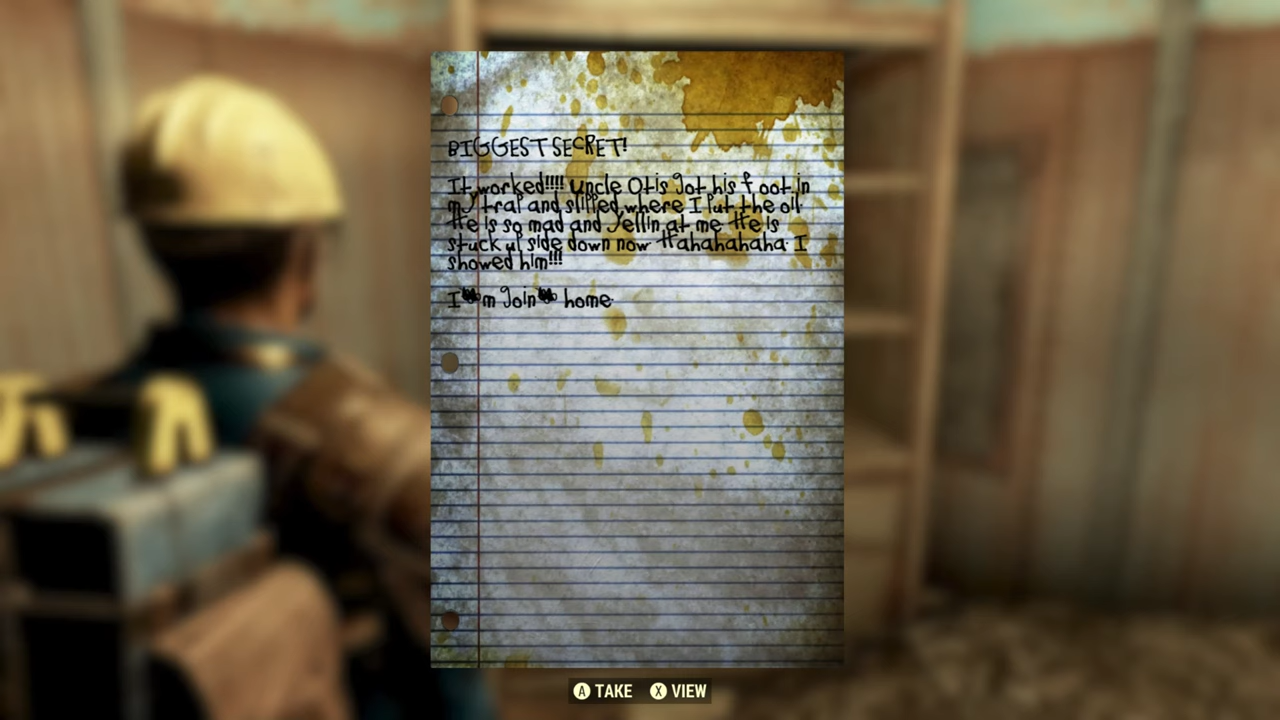 BIGGEST SECRET!
It worked!!!! Uncle Otis got his foot in
my trap and slipped where I put the oil.
He is so mad and yellin at me He is
stuck up side down now Hahahahaha I
showed him!!!
I m goin home.
A TAKE X VIEW